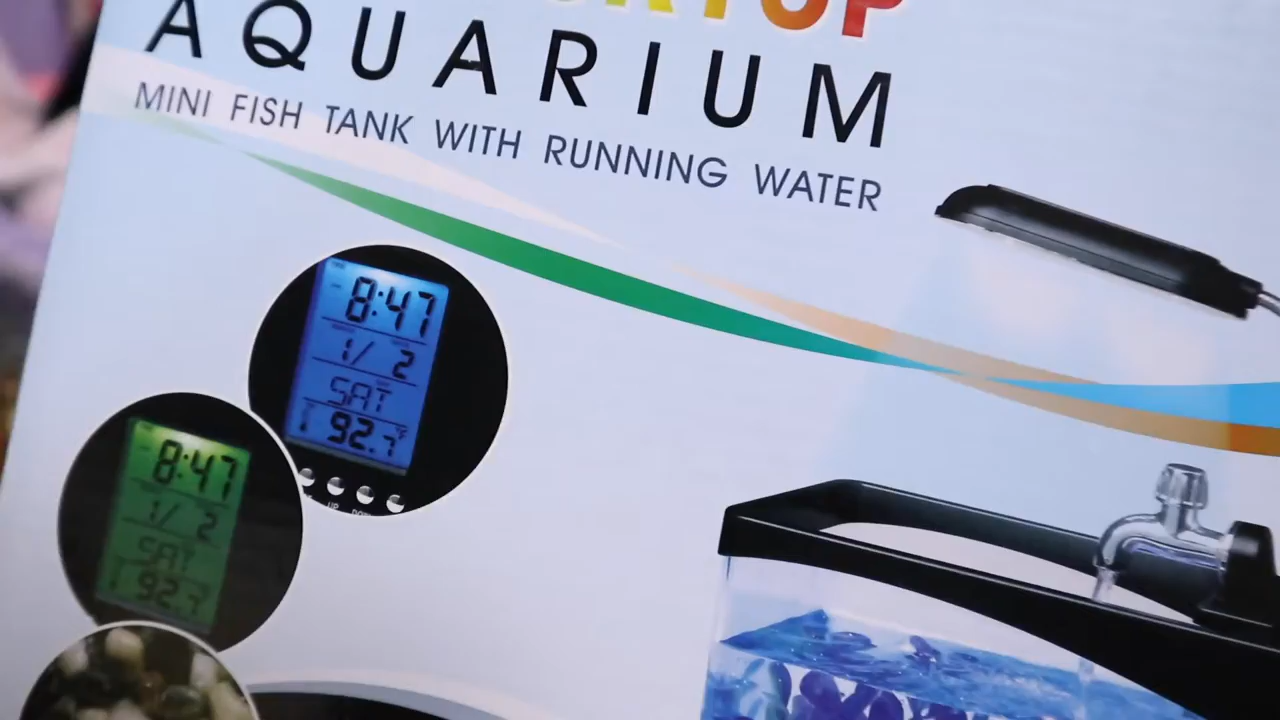 AQUARIUM
MINI FISH TANK WITH RUNNING WATER
8:47
1/ 2
SAT
92.7°F
8:47
1/ 2
SAT
92.7
UP